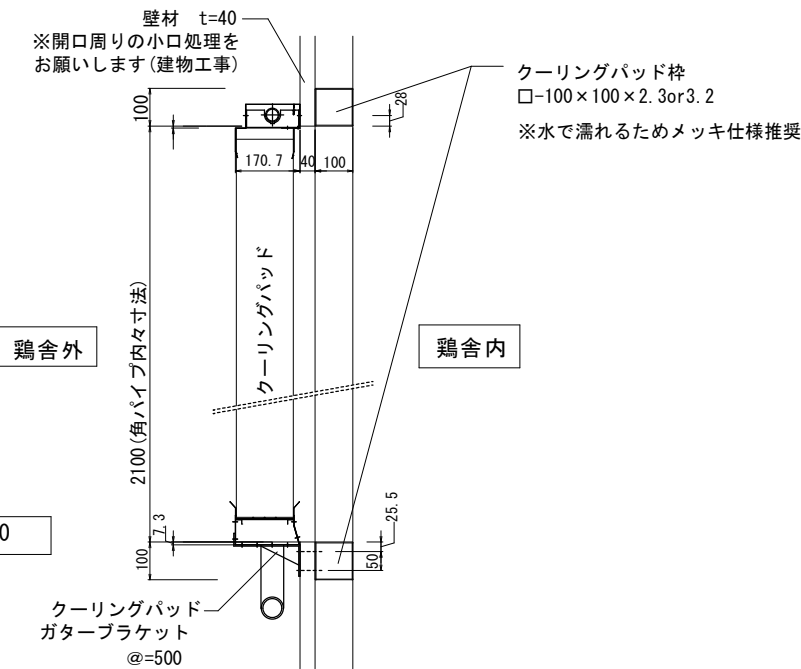 壁材 t=40
※開口周りの小口処理を
お願いします(建物工事)
クーリングパッド枠
□-100×100×2.3or3.2
※水で濡れるためメッキ仕様推奨
100
28
170.7
40
100
クーリングパッド
2100(角パイプ内々寸法)
鶏舎外
鶏舎内
0
7.3
100
25.5
50
クーリングパッド
ガターブラケット
@=500